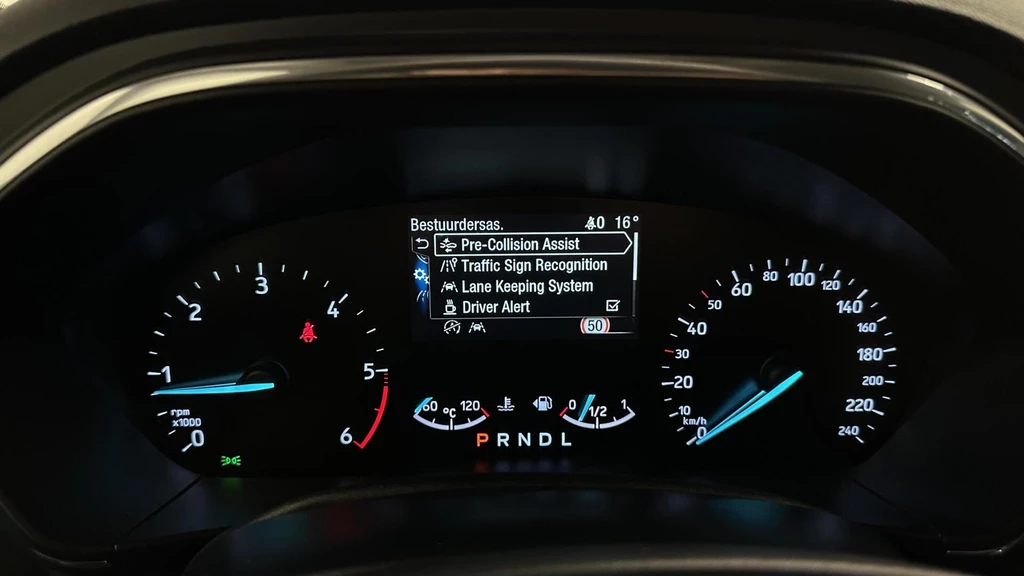 Bestuurdersas. 40 16°
Pre-Collision Assist
Traffic Sign Recognition
Lane Keeping System
Driver Alert
50
0
1
2
3
4
5
6
rpm
x1000
60 °C 120
0 1/2 1
P R N D L
0
10
20
30
40
50
60
80
100
120
140
160
180
200
220
240
km/h